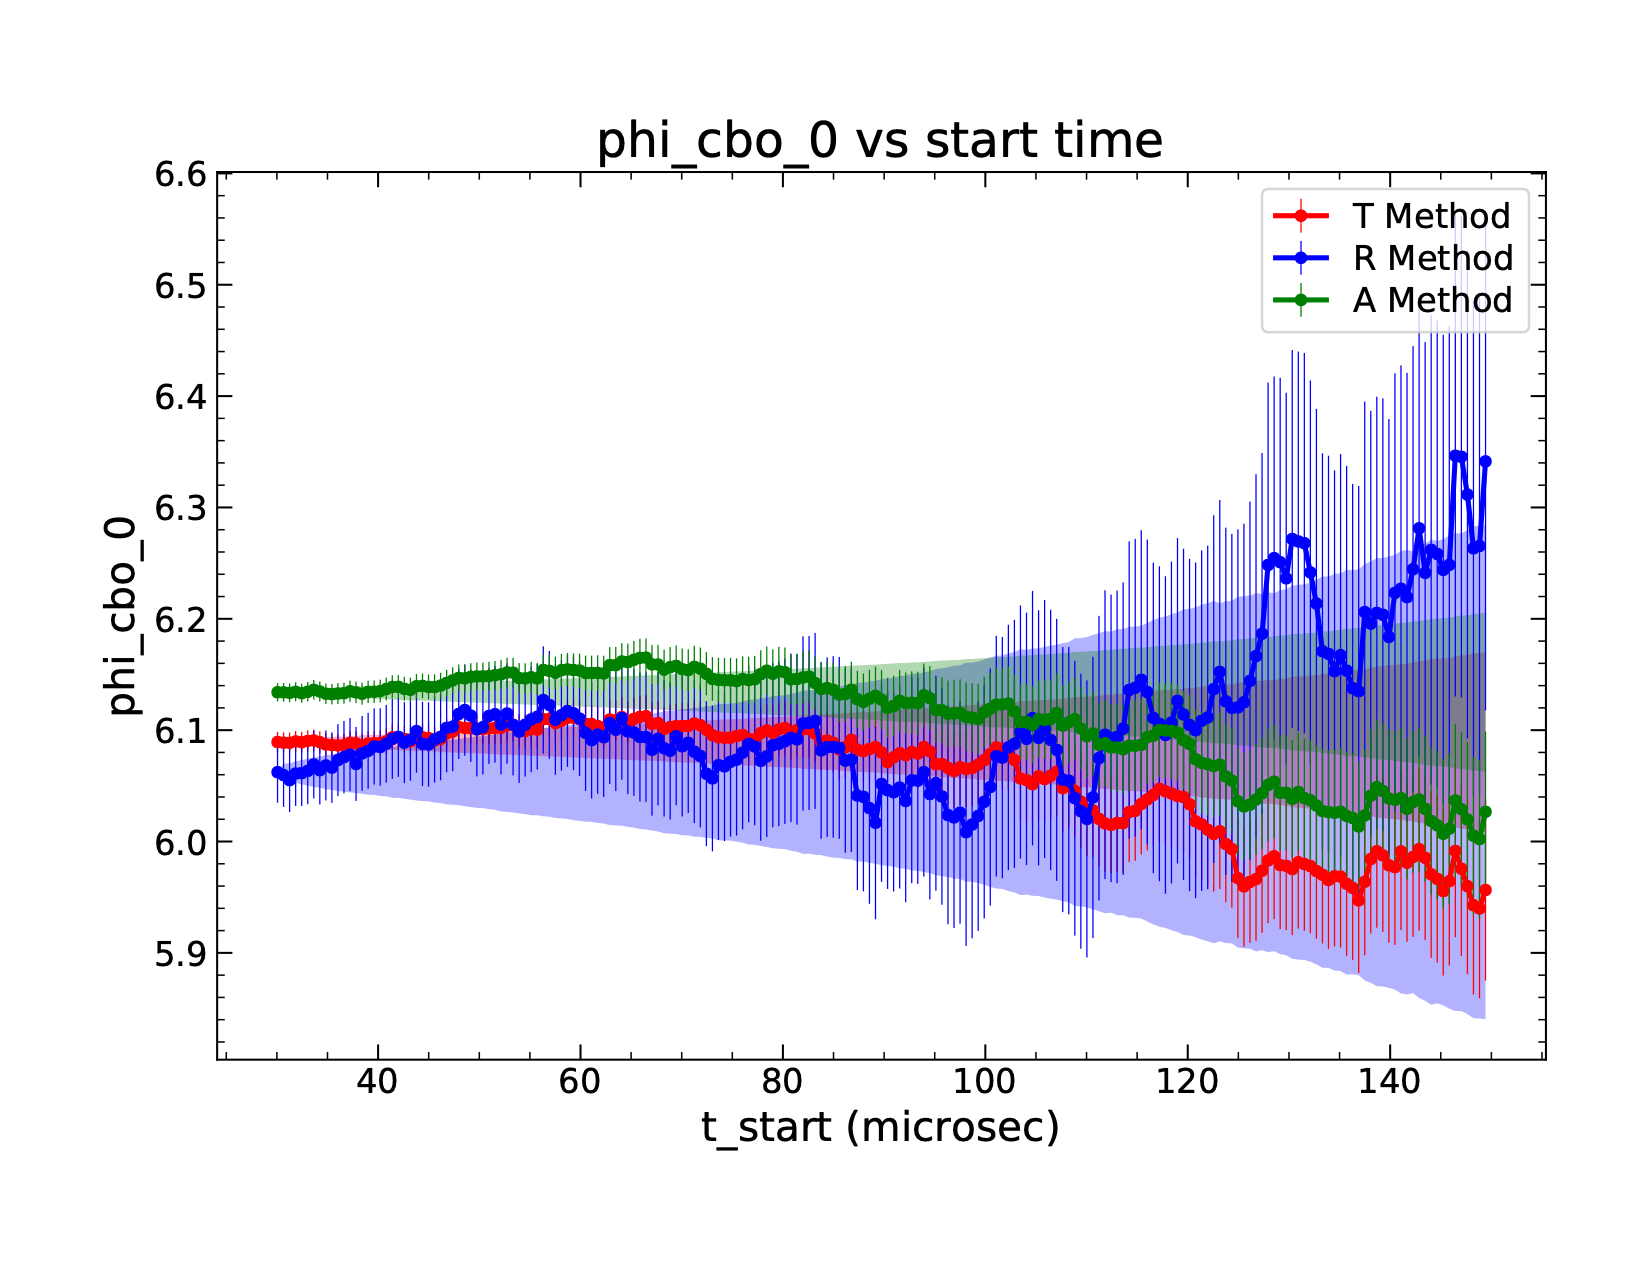 phi_cbo_0 vs start time
T Method
R Method
A Method
phi_cbo_0
6.6
6.5
6.4
6.3
6.2
6.1
6.0
5.9
40 60 80 100 120 140
t_start (microsec)